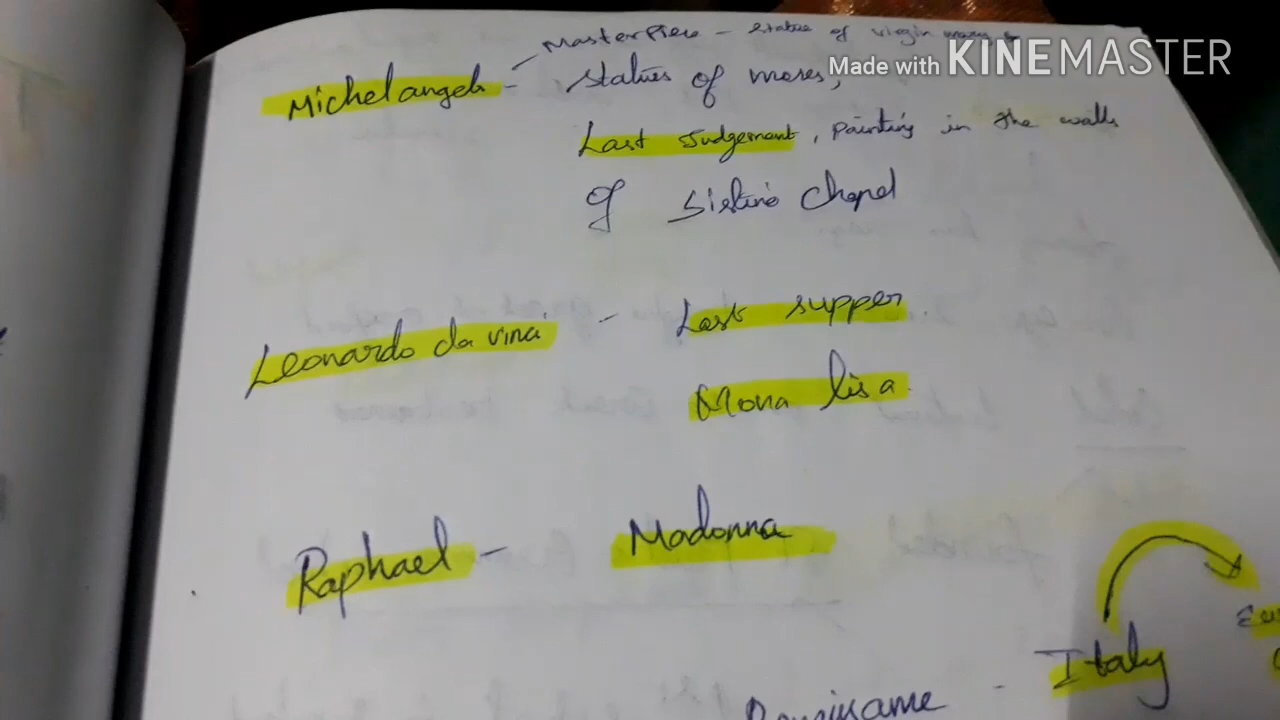 Masterpiece - statue of virgin mary &
Made with KINEMASTER
Michelangelo - statues of moses,
Last Judgement, painting in the walls
of Sistine Chapel
Leonardo da vinci - Last supper
Mona lisa
Raphael - Madonna
Italy